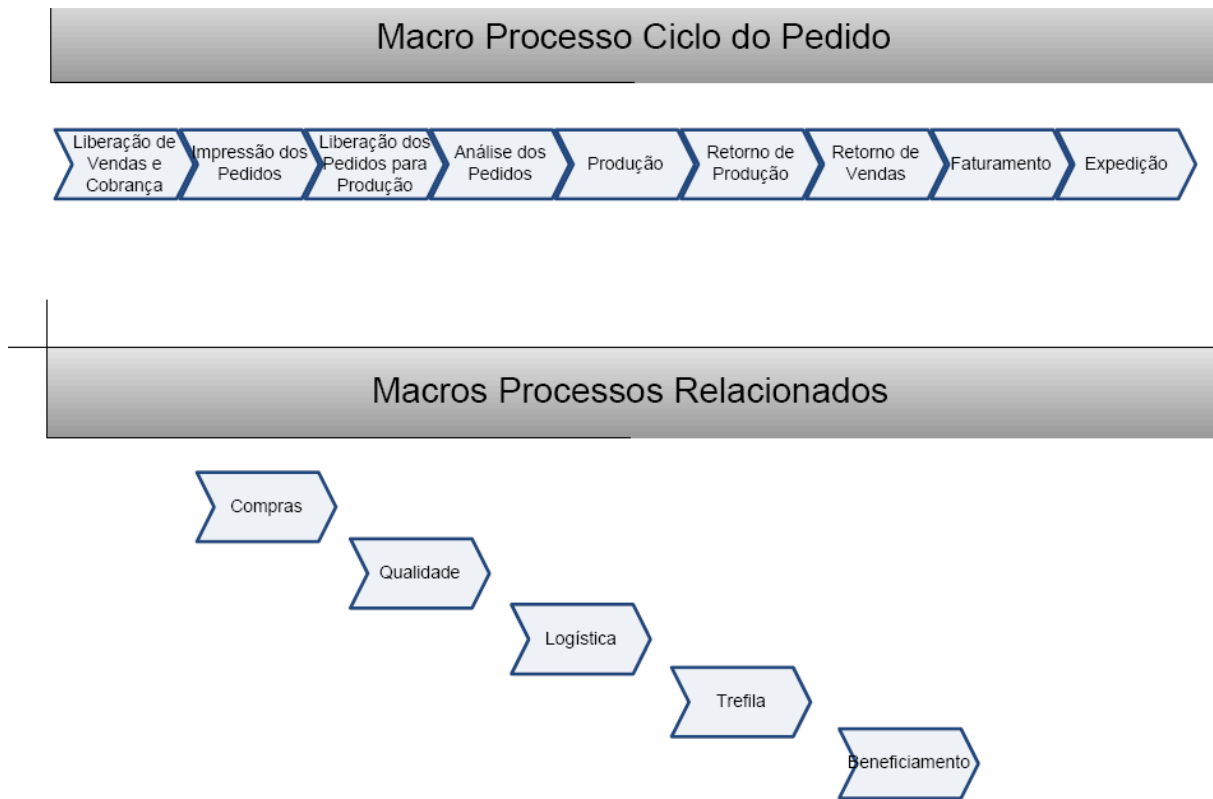 Macro Processo Ciclo do Pedido
Liberação de
Vendas e
Cobrança
Impressão dos
Pedidos
Liberação dos
Pedidos para
Produção
Análise dos
Pedidos
Produção
Retorno de
Produção
Retorno de
Vendas
Faturamento
Expedição
Macros Processos Relacionados
Compras
Qualidade
Logística
Trefila
Beneficiamento